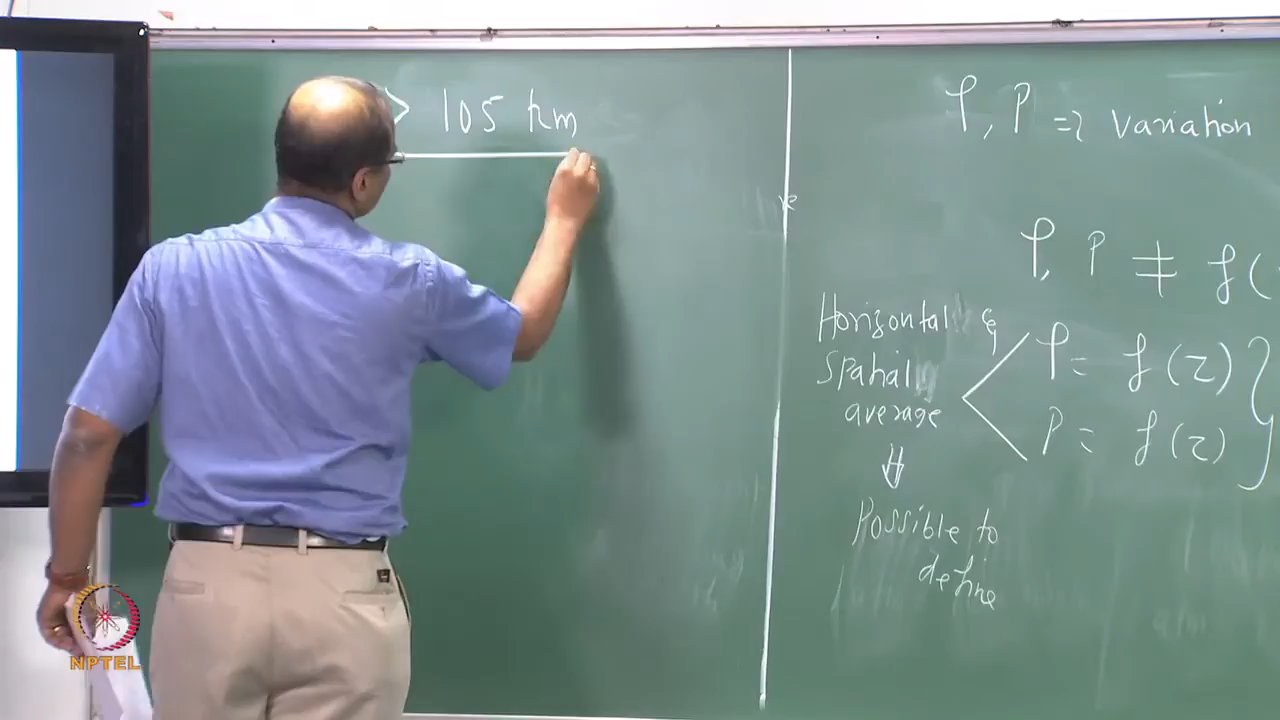 > 105 km
ρ, P => variation
ρ, P ≠ f(
Horizontal &
spatial
average
ρ = f(z)
P = f(z)
⇓
Possible to
define
NPTEL